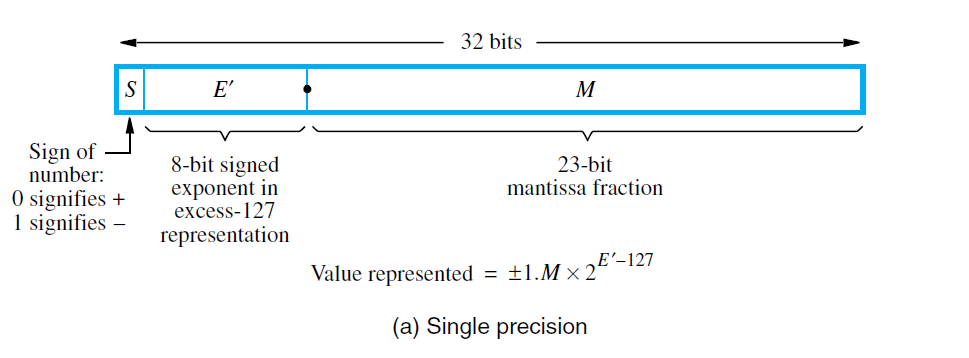 32 bits
S E′ M
Sign of
number:
0 signifies +
1 signifies −
8-bit signed
exponent in
excess-127
representation
23-bit
mantissa fraction
Value represented = ±1.M × 2^{E′−127}
(a) Single precision